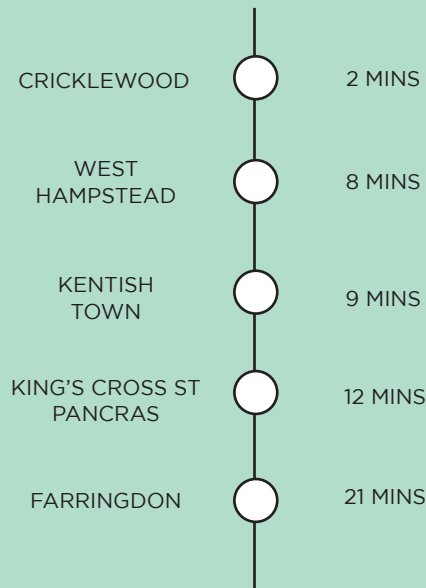 CRICKLEWOOD 2 MINS
WEST
HAMPSTEAD 8 MINS
KENTISH
TOWN 9 MINS
KING'S CROSS ST
PANCRAS 12 MINS
FARRINGDON 21 MINS